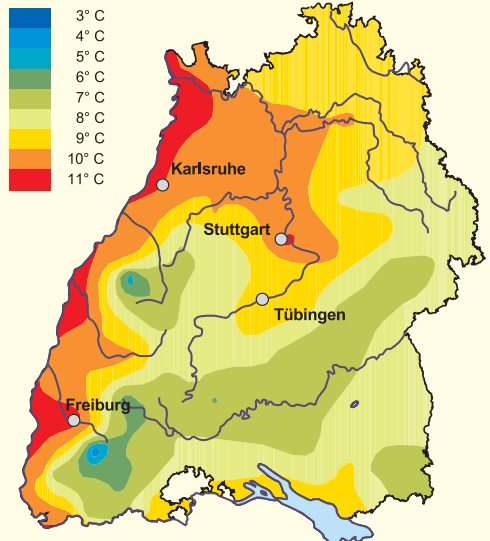 3° C
4° C
5° C
6° C
7° C
8° C
9° C
10° C
11° C
Karlsruhe
Stuttgart
Tübingen
Freiburg